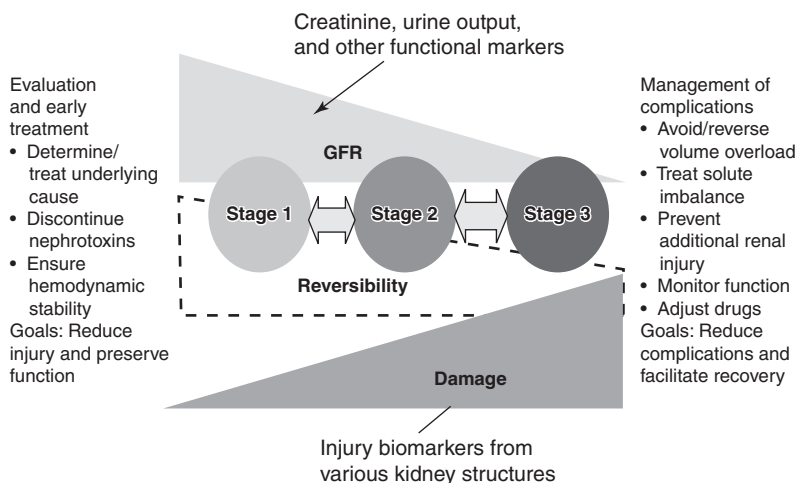 Creatinine, urine output,
and other functional markers
Evaluation
and early
treatment
• Determine/
treat underlying
cause
• Discontinue
nephrotoxins
• Ensure
hemodynamic
stability
Goals: Reduce
injury and preserve
function
GFR
Stage 1
Stage 2
Stage 3
Reversibility
Damage
Management of
complications
• Avoid/reverse
volume overload
• Treat solute
imbalance
• Prevent
additional renal
injury
• Monitor function
• Adjust drugs
Goals: Reduce
complications and
facilitate recovery
Injury biomarkers from
various kidney structures